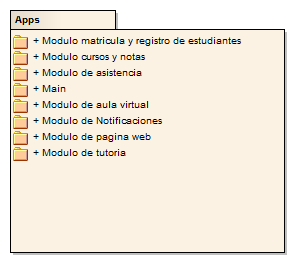 Apps
+ Modulo matricula y registro de estudiantes
+ Modulo cursos y notas
+ Modulo de asistencia
+ Main
+ Modulo de aula virtual
+ Modulo de Notificaciones
+ Modulo de pagina web
+ Modulo de tutoria